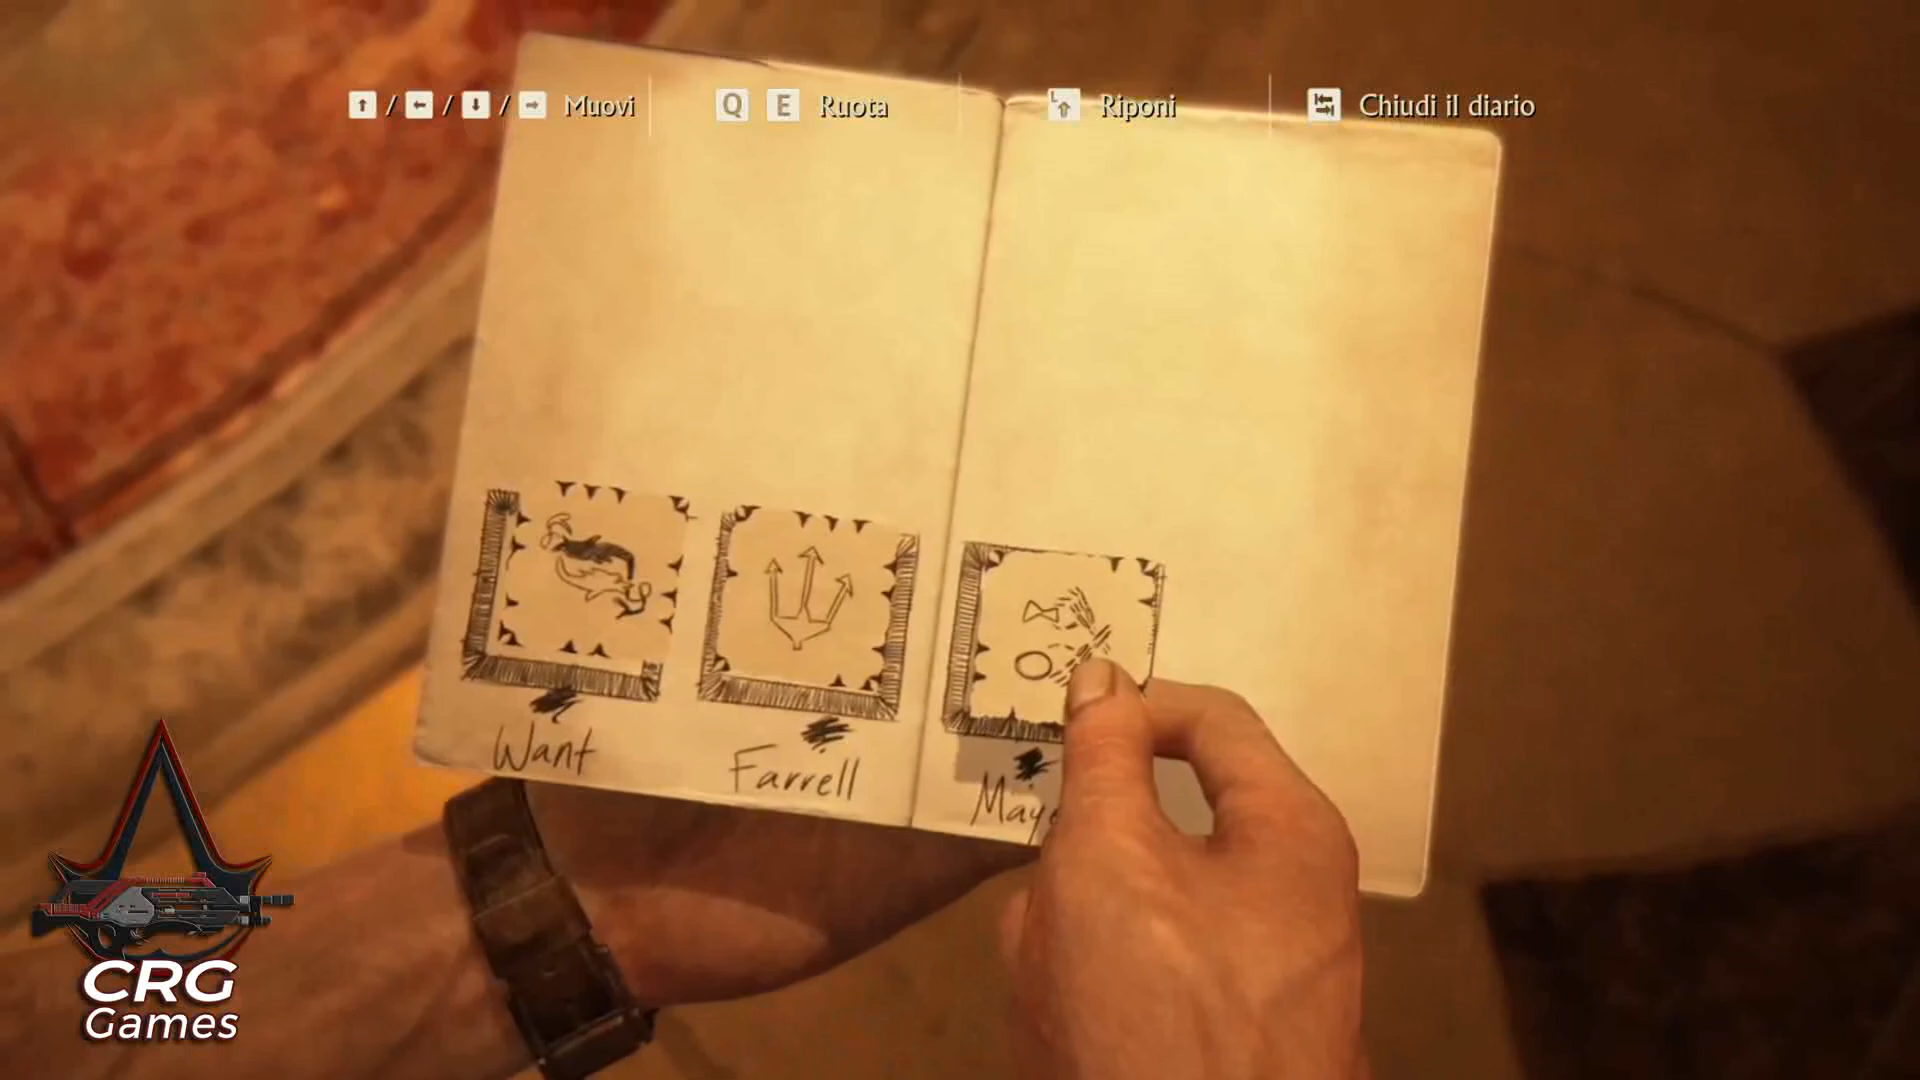 ↑ / ← / ↓ / → Muovi
Q E Ruota
L Riponi
Chiudi il diario
Want
Farrell
CRG
Games